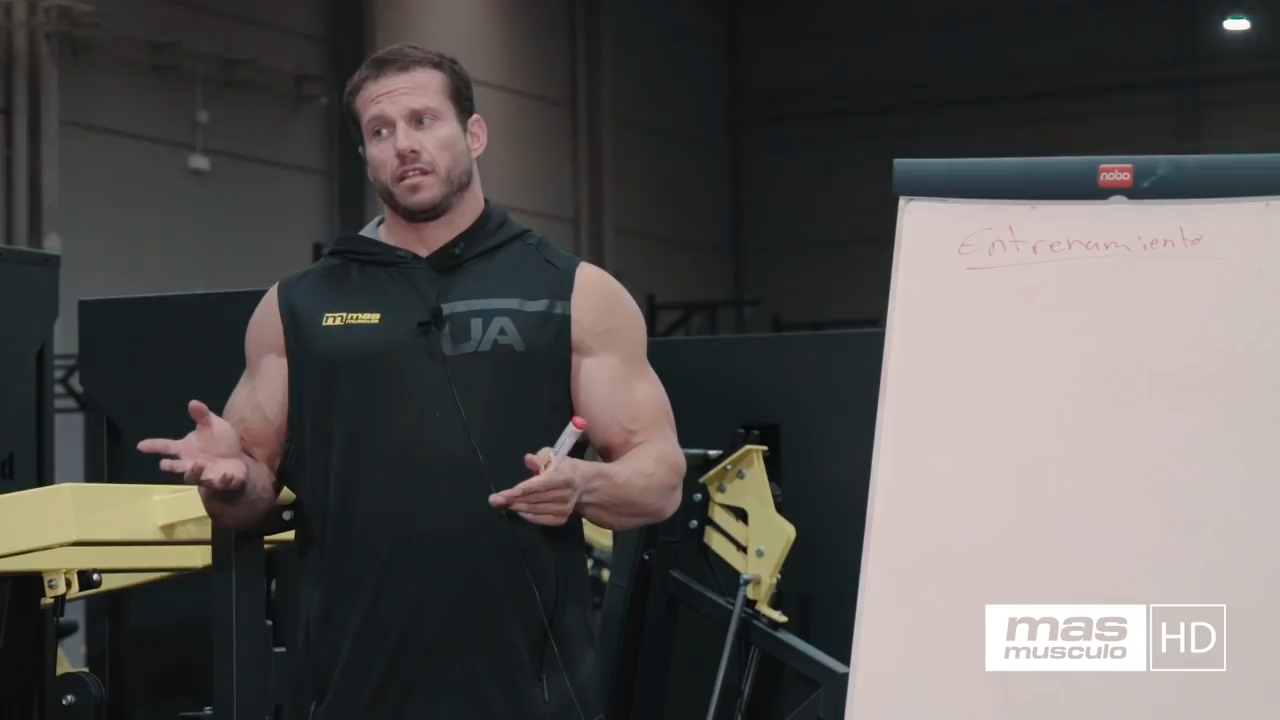 nobo
Entrenamiento
mas
musculo
UA
mas
musculo
HD